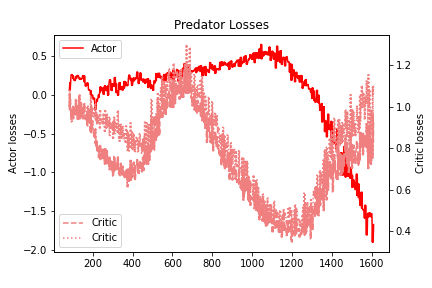 Predator Losses
Actor
Critic
Critic
Actor losses
Critic losses
0.5
0.0
−0.5
−1.0
−1.5
−2.0
1.2
1.0
0.8
0.6
0.4
200 400 600 800 1000 1200 1400 1600